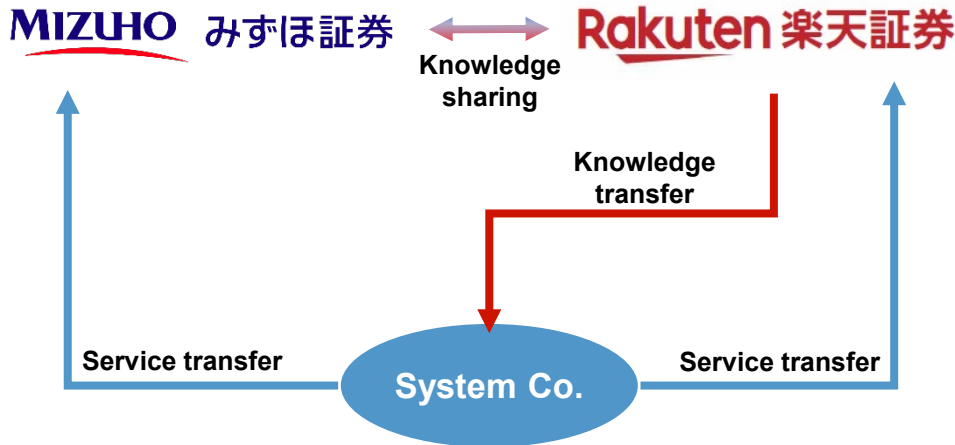 MIZUHO みずほ証券
Rakuten 楽天証券
Knowledge
sharing
Knowledge
transfer
Service transfer
Service transfer
System Co.